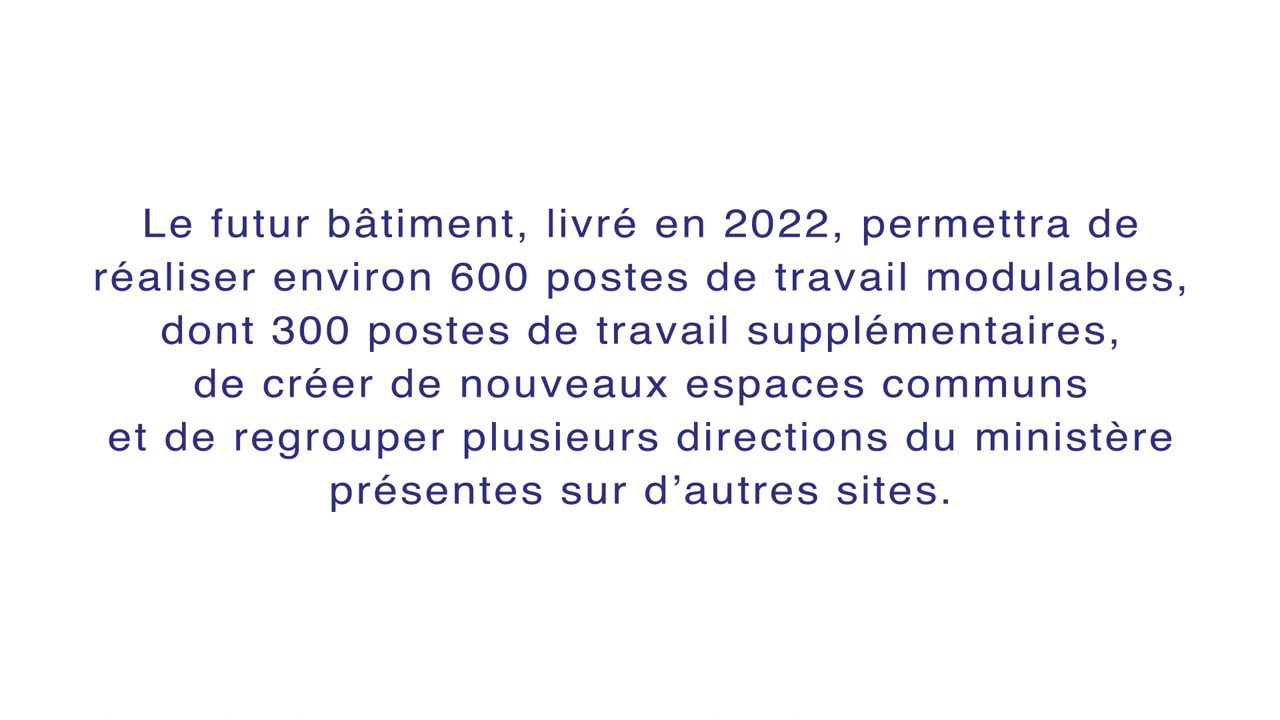 Le futur bâtiment, livré en 2022, permettra de
réaliser environ 600 postes de travail modulables,
dont 300 postes de travail supplémentaires,
de créer de nouveaux espaces communs
et de regrouper plusieurs directions du ministère
présentes sur d’autres sites.